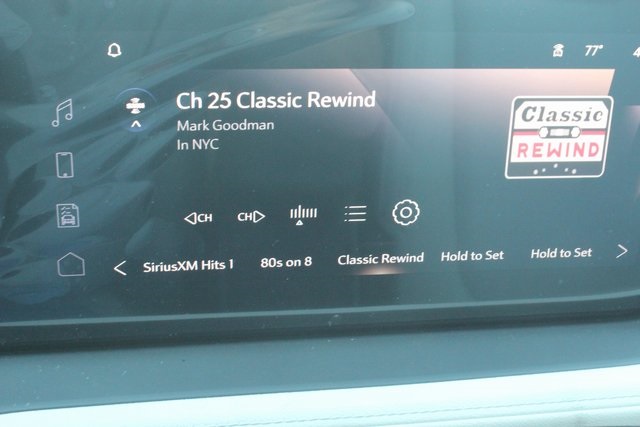 77°
4
Ch 25 Classic Rewind
Mark Goodman
In NYC
Classic
REWIND
CH CH
SiriusXM Hits 1 80s on 8 Classic Rewind Hold to Set Hold to Set